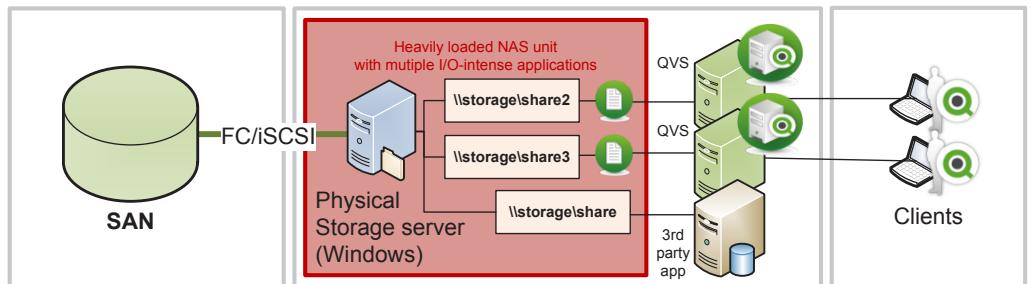 Heavily loaded NAS unit
with mutiple I/O-intense applications
QVS
\\storage\share2
QVS
FC/iSCSI
\\storage\share3
Physical
Storage server
(Windows)
\\storage\share
SAN
3rd
party
app
Clients